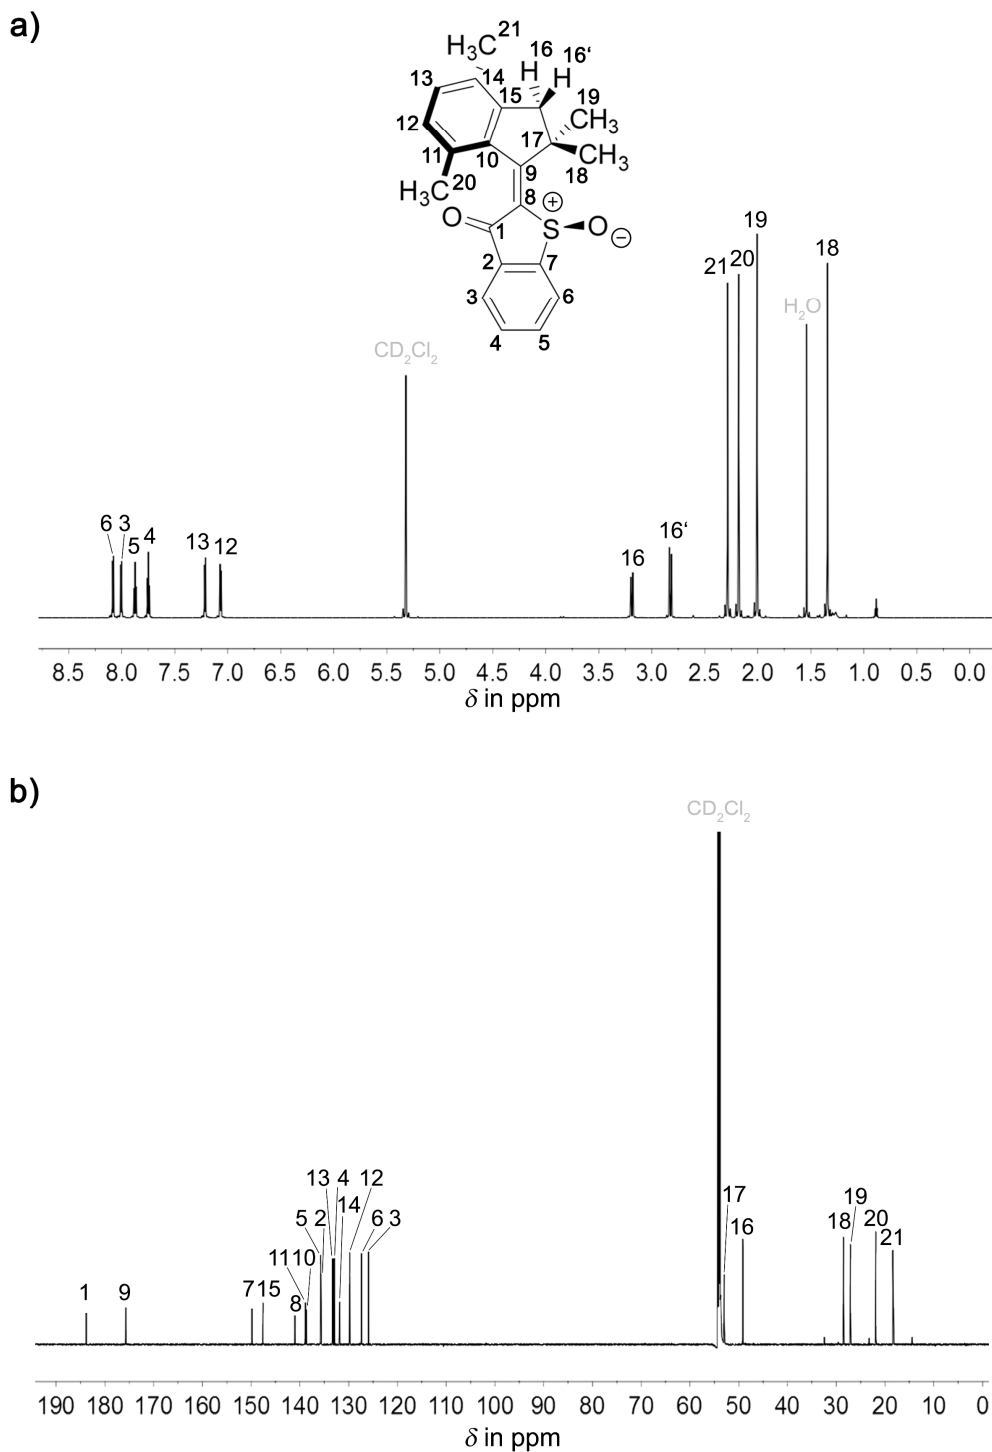 a)
H₃C 21
16 16‘
H H
13 14
15 19
12 CH₃
17
11 10 CH₃
9 18
H₃C 20
8 ⊕
O S O ⊖
1
2 7
3 6
4 5
19
21 20 18
H₂O
CD₂Cl₂
6 3 5 4 13 12
16 16‘
8.5 8.0 7.5 7.0 6.5 6.0 5.5 5.0 4.5 4.0 3.5 3.0 2.5 2.0 1.5 1.0 0.5 0.0
δ in ppm
b)
CD₂Cl₂
13 4 12
14
17
19
5 2 6 3
16 18 20
21
11 10
1 9 7 15 8
190 180 170 160 150 140 130 120 110 100 90 80 70 60 50 40 30 20 10 0
δ in ppm